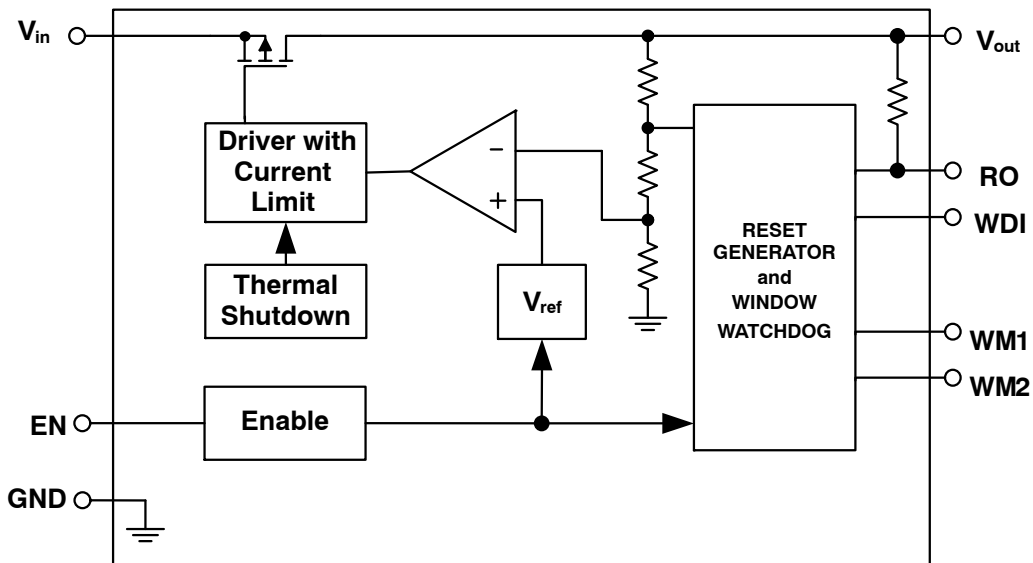 Vin
Vout
Driver with
Current
Limit
−
+
RO
WDI
RESET
GENERATOR
and
WINDOW
WATCHDOG
Thermal
Shutdown
Vref
WM1
WM2
EN
Enable
GND